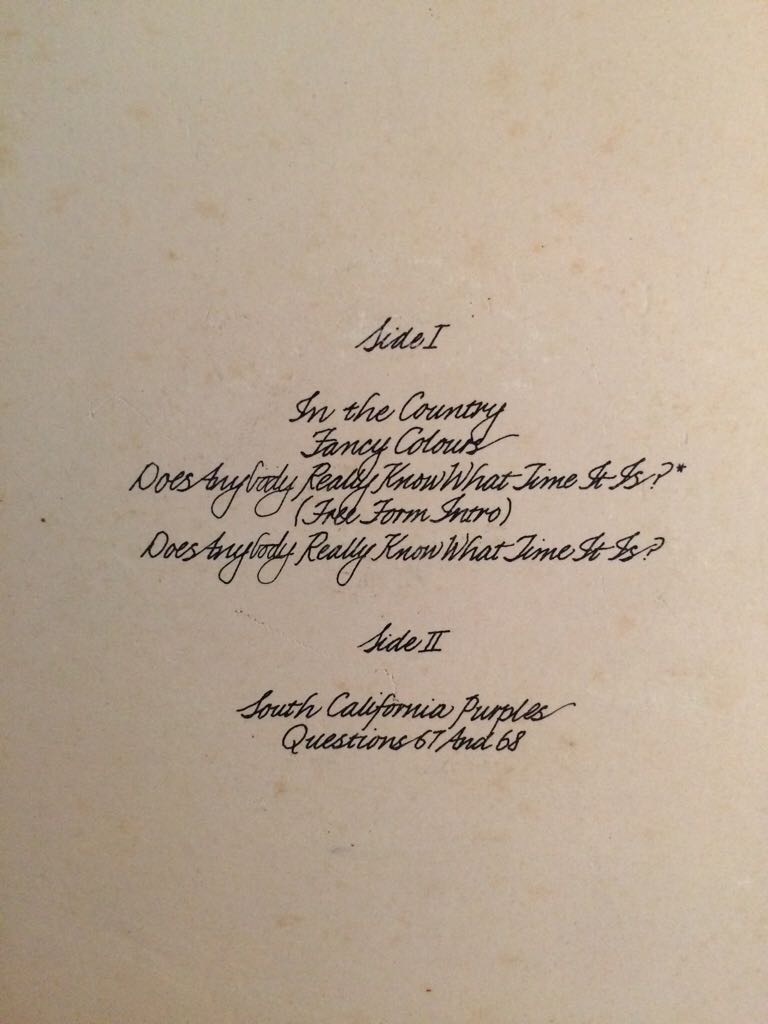 Side I
In the Country
Fancy Colours
Does Anybody Really Know What Time It Is?*
(Free Form Intro)
Does Anybody Really Know What Time It Is?
Side II
South California Purples
Questions 67 And 68